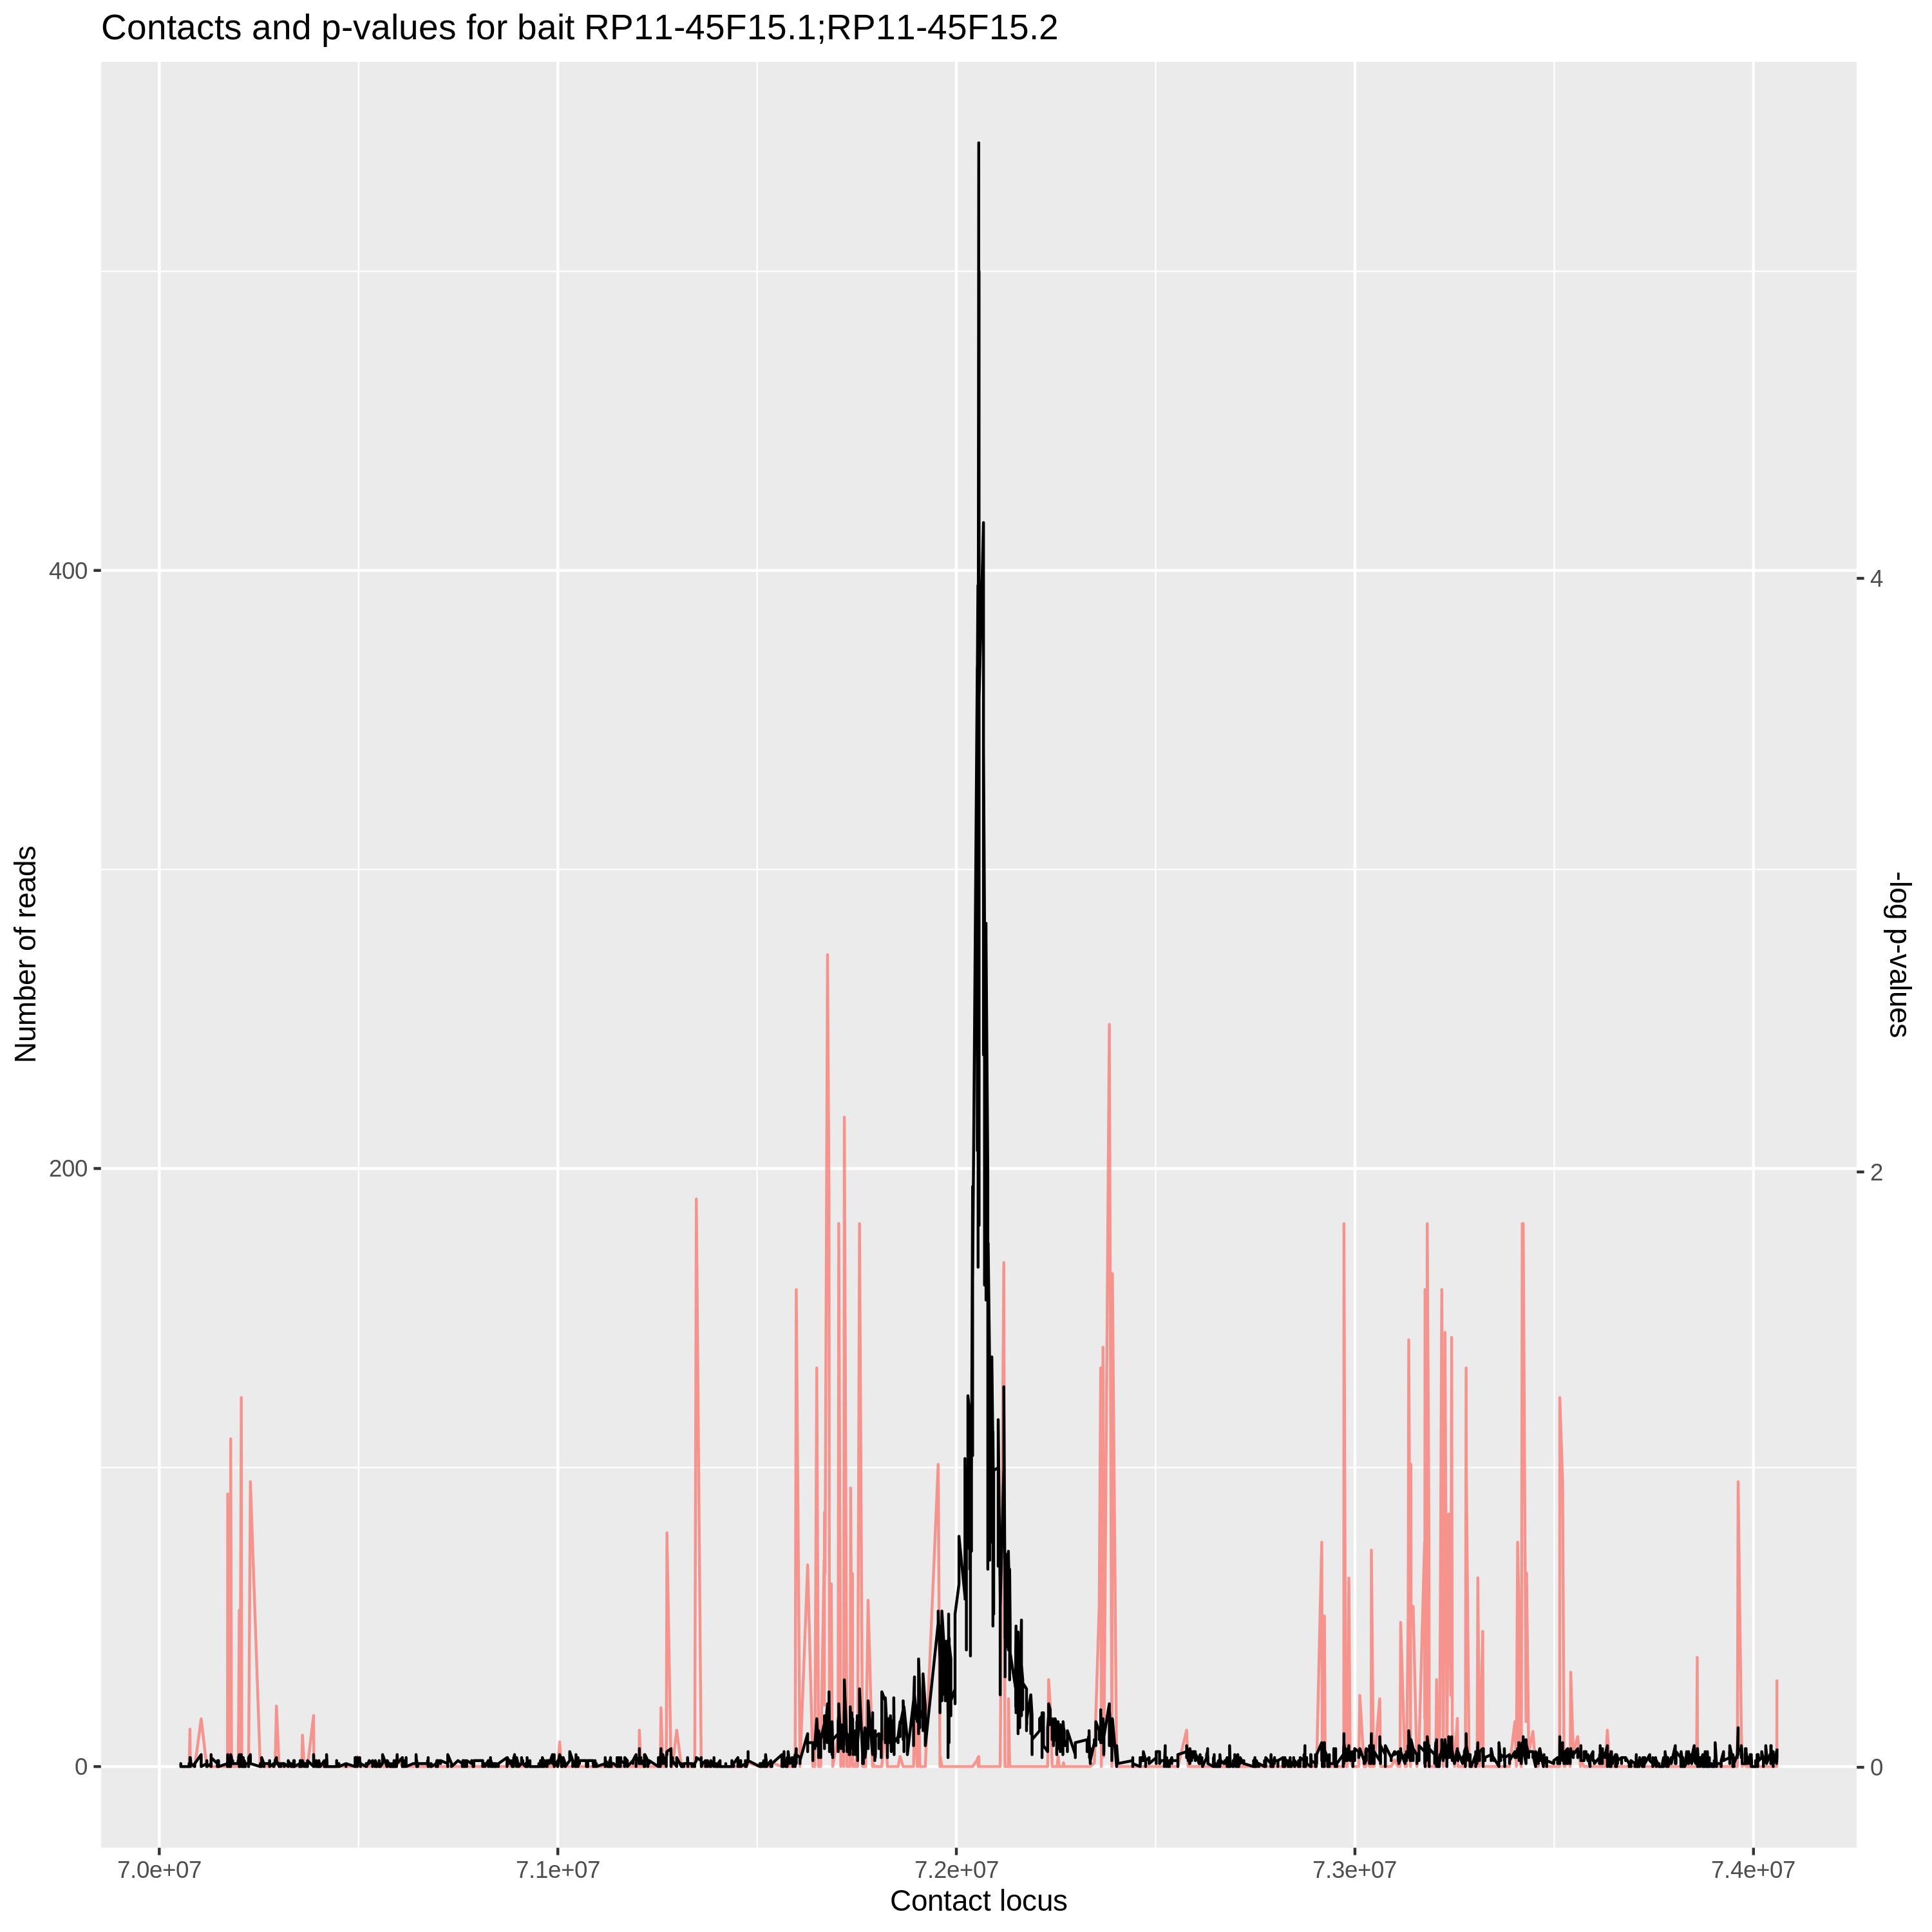 Contacts and p-values for bait RP11-45F15.1;RP11-45F15.2
Number of reads
400
200
0
4
2
0
-log p-values
7.0e+07
7.1e+07
7.2e+07
7.3e+07
7.4e+07
Contact locus